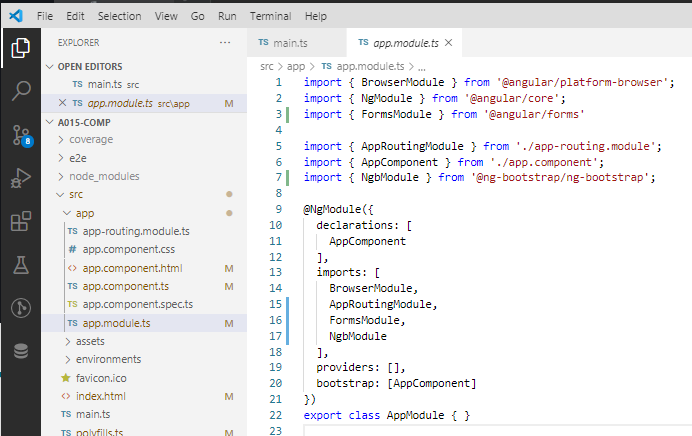 File Edit Selection View Go Run Terminal Help
EXPLORER ...
OPEN EDITORS
TS main.ts src
TS app.module.ts src\app M
A015-COMP
coverage
e2e
node_modules
src
app
TS app-routing.module.ts
# app.component.css
<> app.component.html M
TS app.component.ts M
TS app.component.spec.ts
TS app.module.ts M
assets
environments
favicon.ico
<> index.html M
TS main.ts
TS polyfills.ts
8
TS main.ts
TS app.module.ts
src > app > TS app.module.ts > ...
1 import { BrowserModule } from '@angular/platform-browser';
2 import { NgModule } from '@angular/core';
3 import { FormsModule } from '@angular/forms'
4
5 import { AppRoutingModule } from './app-routing.module';
6 import { AppComponent } from './app.component';
7 import { NgbModule } from '@ng-bootstrap/ng-bootstrap';
8
9 @NgModule({
10 declarations: [
11 AppComponent
12 ],
13 imports: [
14 BrowserModule,
15 AppRoutingModule,
16 FormsModule,
17 NgbModule
18 ],
19 providers: [],
20 bootstrap: [AppComponent]
21 })
22 export class AppModule { }
23